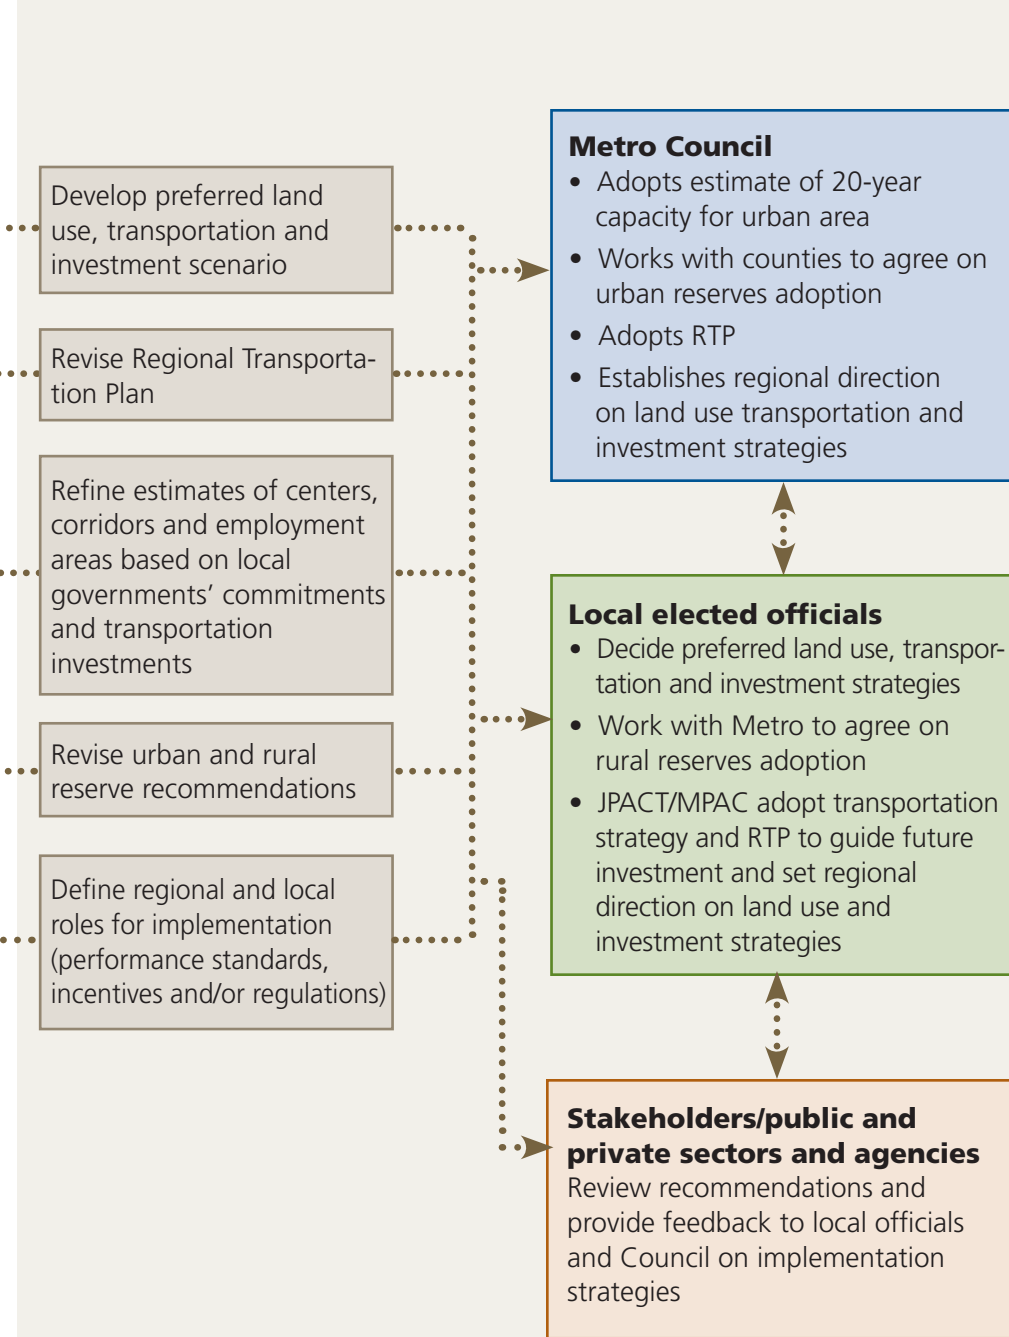 Develop preferred land
use, transportation and
investment scenario
Revise Regional Transporta-
tion Plan
Refine estimates of centers,
corridors and employment
areas based on local
governments’ commitments
and transportation
investments
Revise urban and rural
reserve recommendations
Define regional and local
roles for implementation
(performance standards,
incentives and/or regulations)
Metro Council
• Adopts estimate of 20-year
capacity for urban area
• Works with counties to agree on
urban reserves adoption
• Adopts RTP
• Establishes regional direction
on land use transportation and
investment strategies
Local elected officials
• Decide preferred land use, transpor-
tation and investment strategies
• Work with Metro to agree on
rural reserves adoption
• JPACT/MPAC adopt transportation
strategy and RTP to guide future
investment and set regional
direction on land use and
investment strategies
Stakeholders/public and
private sectors and agencies
Review recommendations and
provide feedback to local officials
and Council on implementation
strategies